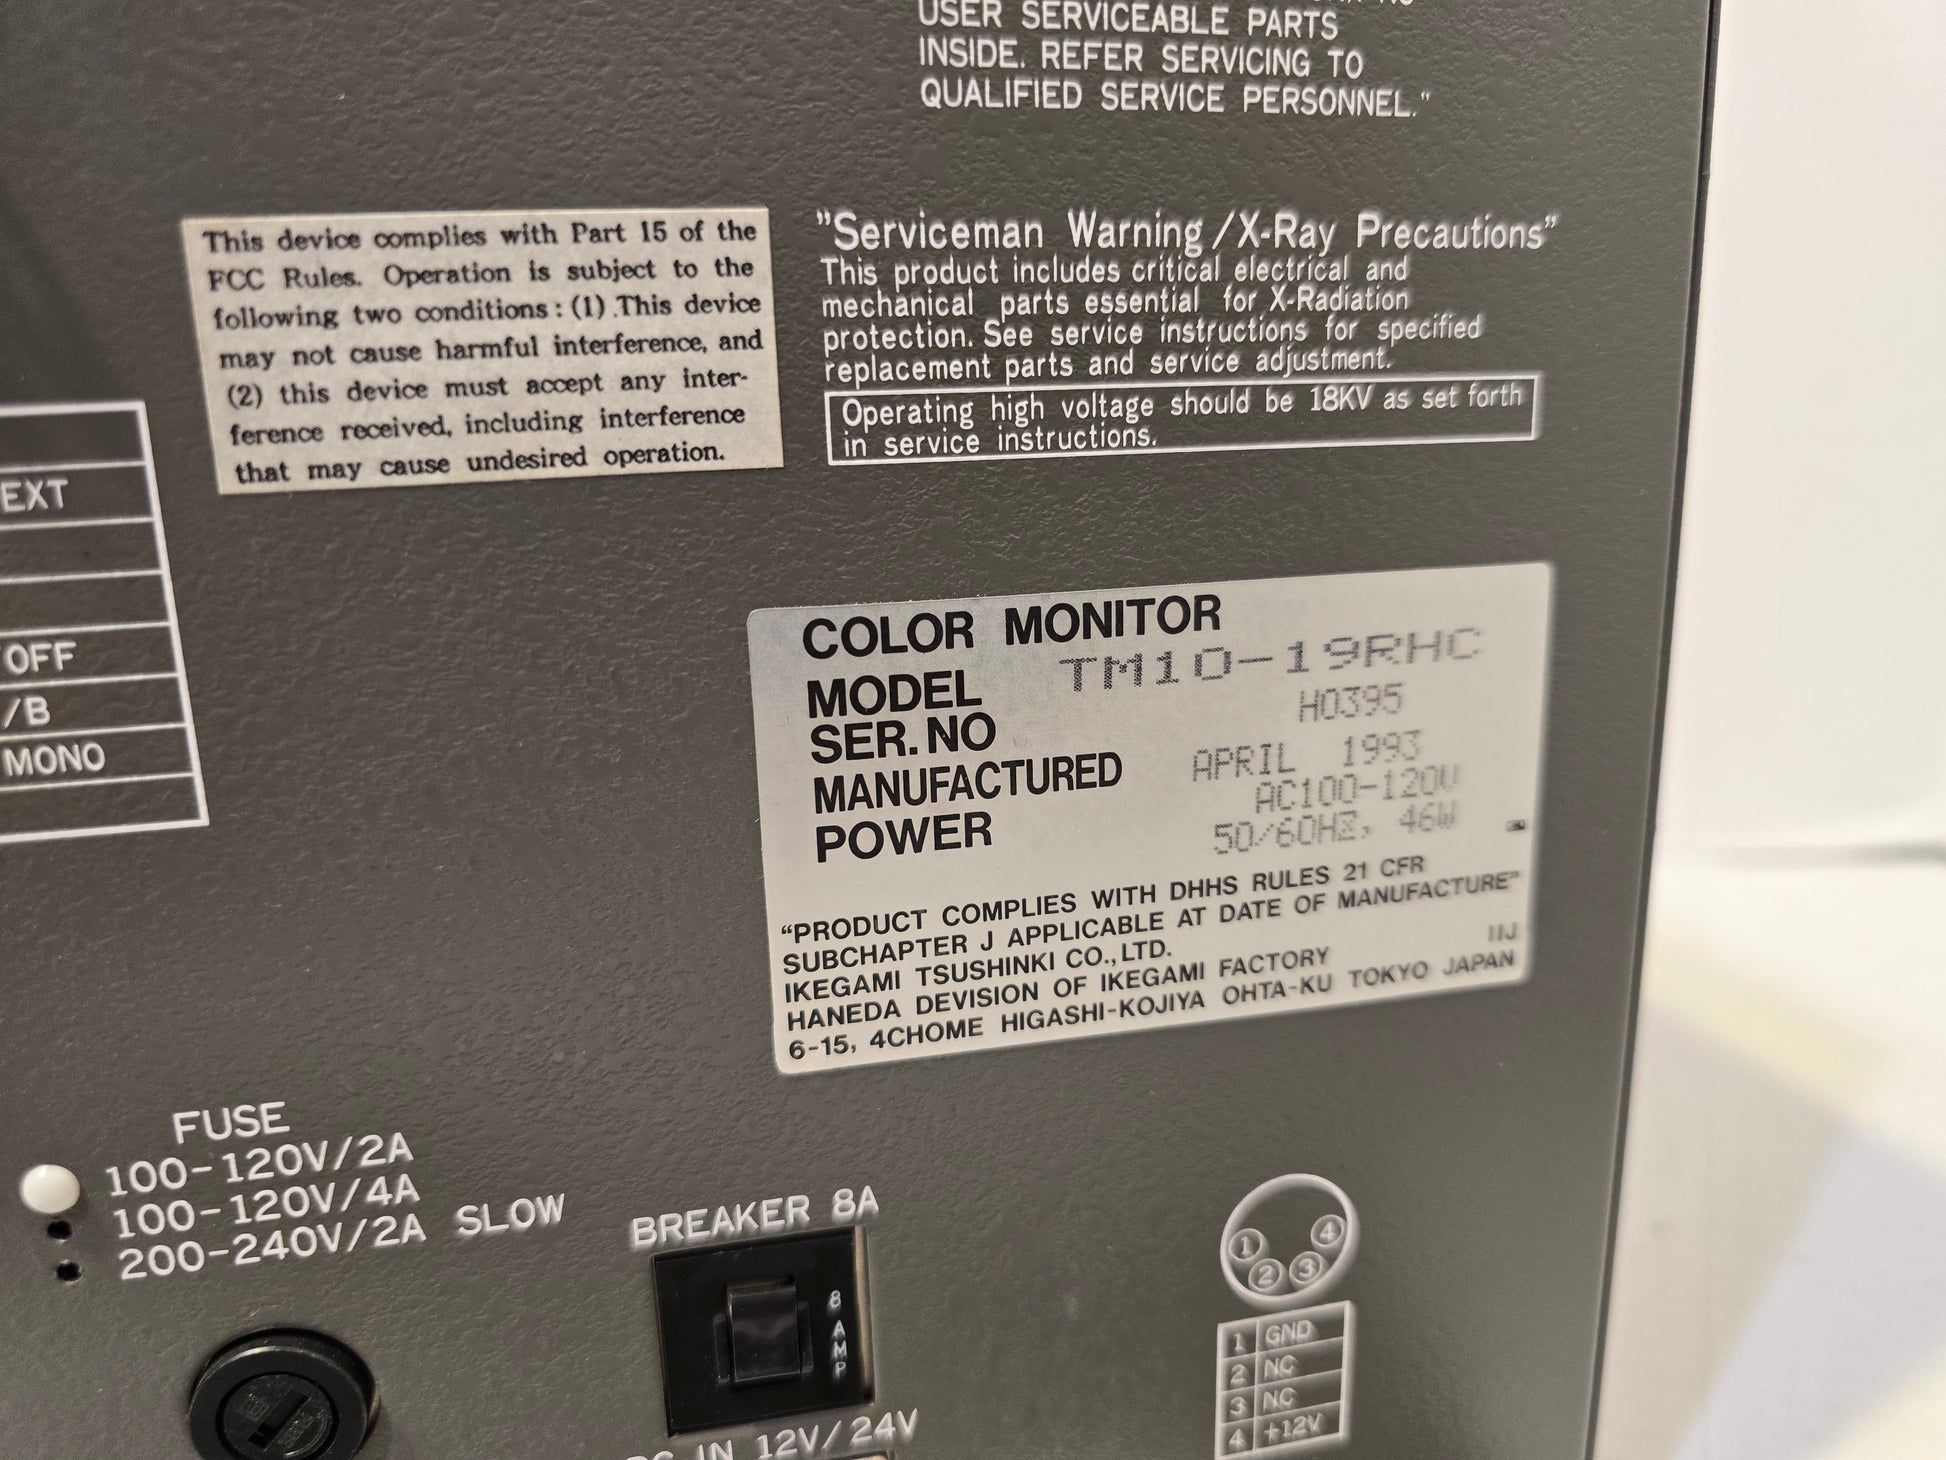 USER SERVICEABLE PARTS
INSIDE. REFER SERVICING TO
QUALIFIED SERVICE PERSONNEL."
This device complies with Part 15 of the
FCC Rules. Operation is subject to the
following two conditions: (1) This device
may not cause harmful interference, and
(2) this device must accept any inter-
ference received, including interference
that may cause undesired operation.
"Serviceman Warning/X-Ray Precautions"
This product includes critical electrical and
mechanical parts essential for X-Radiation
protection. See service instructions for specified
replacement parts and service adjustment.
Operating high voltage should be 18KV as set forth
in service instructions.
EXT
OFF
/B
MONO
COLOR MONITOR
MODEL TM10-19RHC
SER. NO H0395
MANUFACTURED APRIL 1993
POWER AC100-120V
50/60HZ, 46W
"PRODUCT COMPLIES WITH DHHS RULES 21 CFR
SUBCHAPTER J APPLICABLE AT DATE OF MANUFACTURE"
IKEGAMI TSUSHINKI CO., LTD. IIJ
HANEDA DEVISION OF IKEGAMI FACTORY
6-15, 4CHOME HIGASHI-KOJIYA OHTA-KU TOKYO JAPAN
FUSE
100-120V/2A
100-120V/4A
200-240V/2A SLOW
BREAKER 8A
8 AMP
IN 12V/24V
1 2 3 4
1 GND
2 NC
3 NC
4 +12V